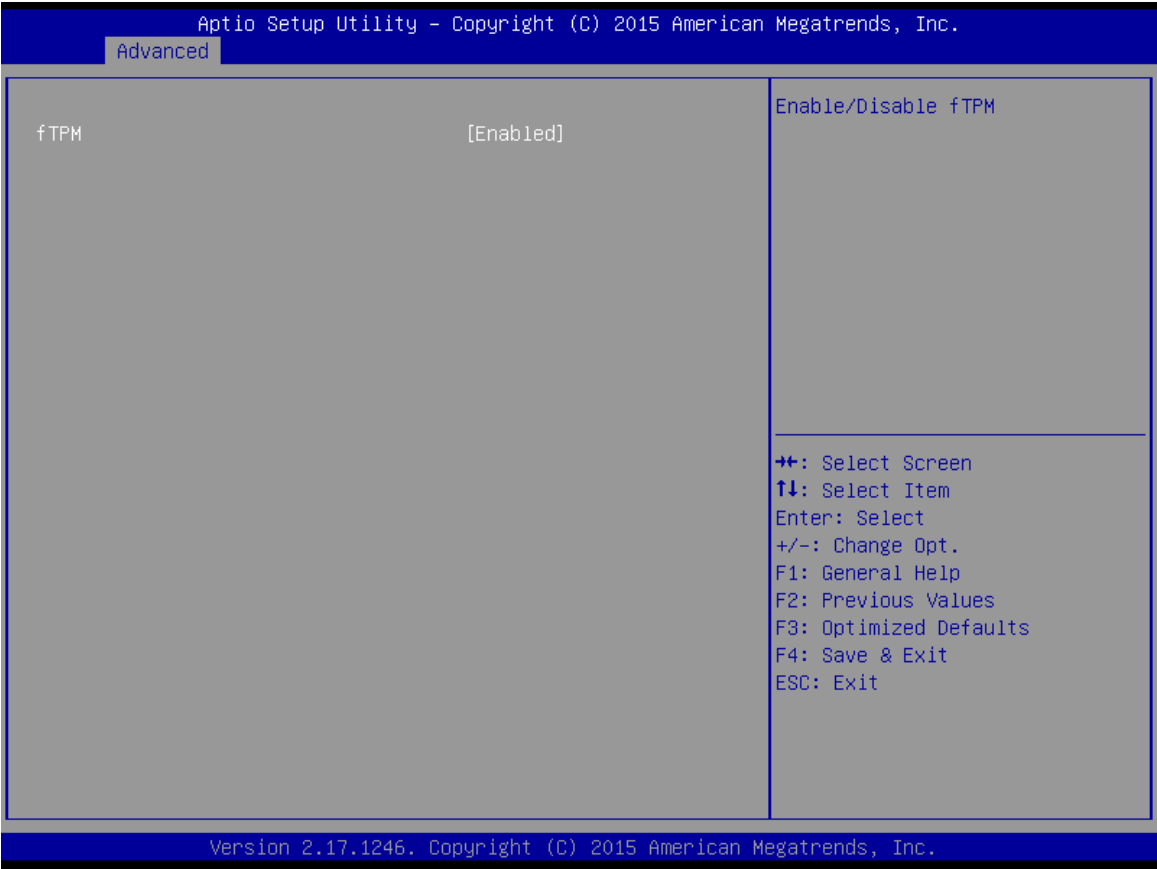 Aptio Setup Utility – Copyright (C) 2015 American Megatrends, Inc.
Advanced
fTPM [Enabled]
Enable/Disable fTPM
→←: Select Screen
↑↓: Select Item
Enter: Select
+/-: Change Opt.
F1: General Help
F2: Previous Values
F3: Optimized Defaults
F4: Save & Exit
ESC: Exit
Version 2.17.1246. Copyright (C) 2015 American Megatrends, Inc.